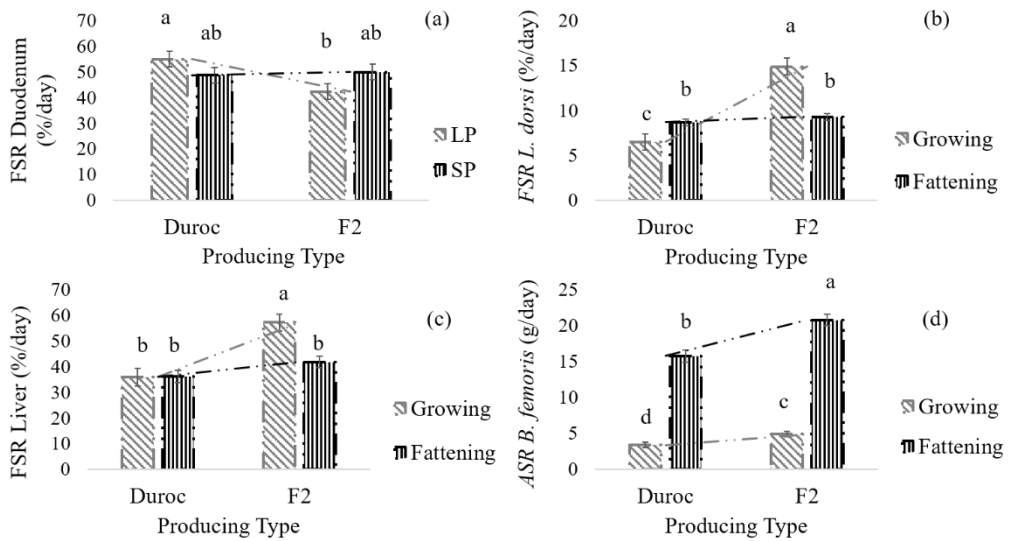 (a)
FSR Duodenum
(%/day)
70
60
50
40
30
20
10
0
a
ab
b
ab
LP
SP
Duroc
F2
Producing Type
(b)
FSR L. dorsi (%/day)
20
15
10
5
0
c
b
a
b
Growing
Fattening
Duroc
F2
Producing Type
(c)
FSR Liver (%/day)
70
60
50
40
30
20
10
0
b
b
a
b
Growing
Fattening
Duroc
F2
Producing Type
(d)
ASR B. femoris (g/day)
25
20
15
10
5
0
d
b
c
a
Growing
Fattening
Duroc
F2
Producing Type